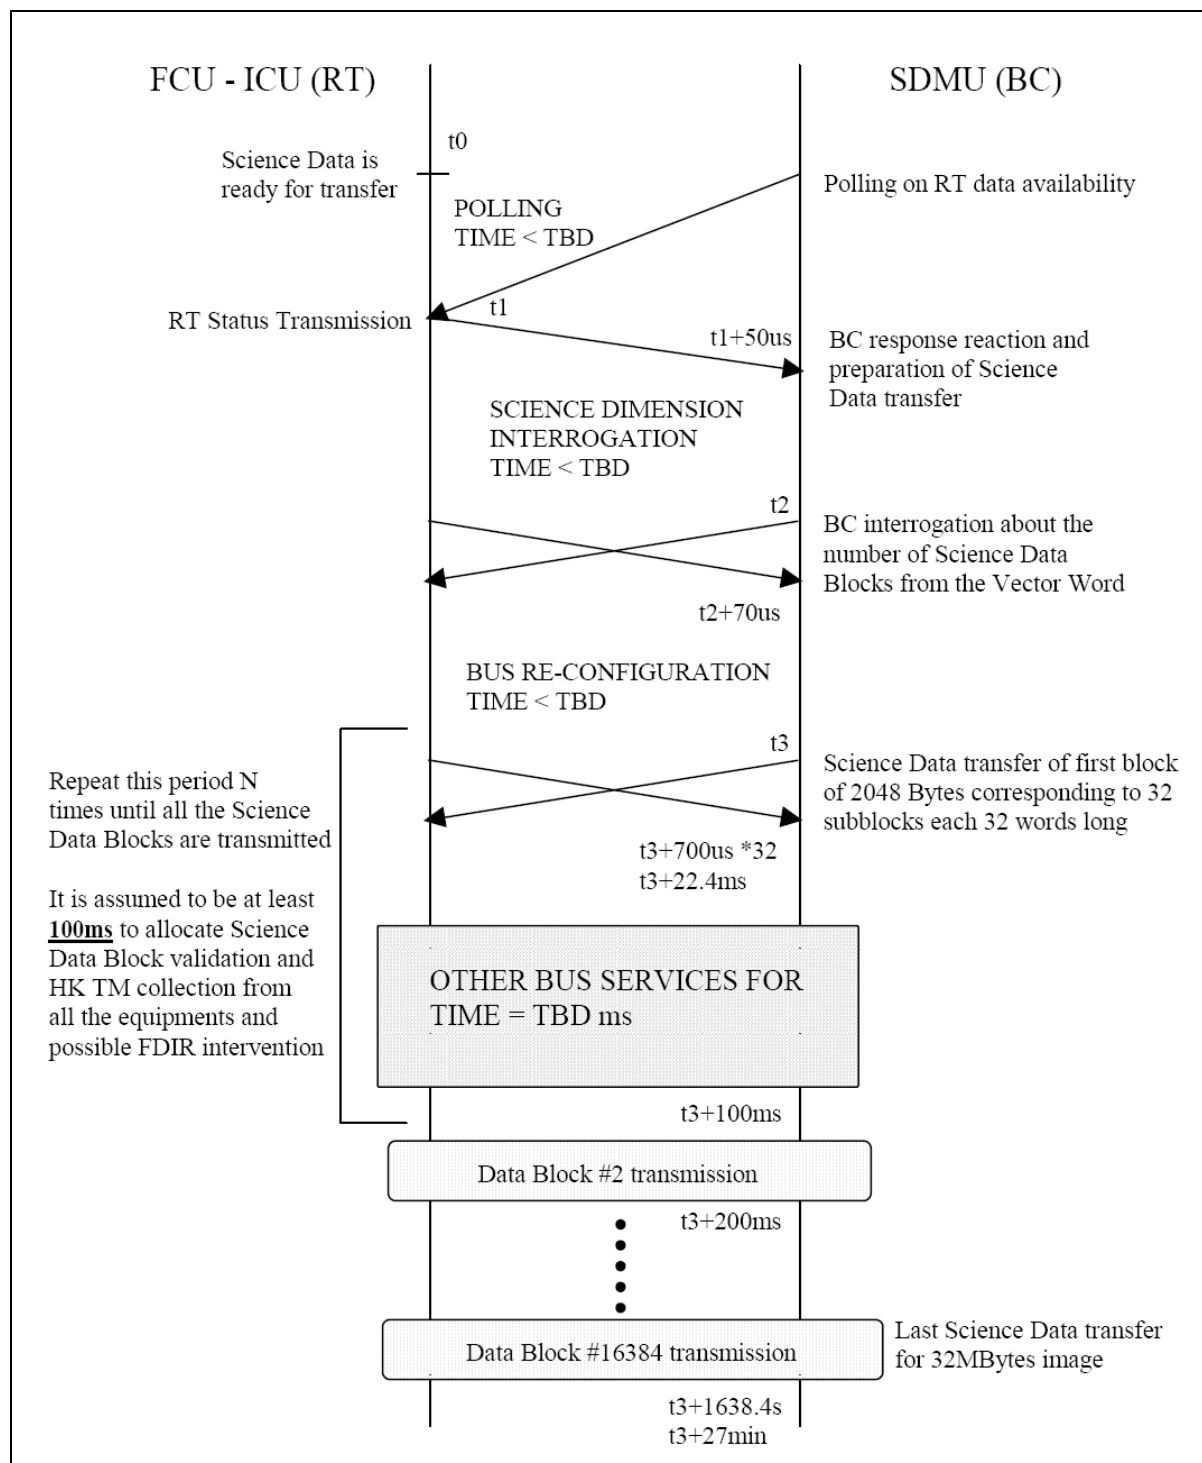 FCU - ICU (RT)
SDMU (BC)
t0
Science Data is
ready for transfer
Polling on RT data availability
POLLING
TIME < TBD
t1
RT Status Transmission
t1+50us
BC response reaction and
preparation of Science
Data transfer
SCIENCE DIMENSION
INTERROGATION
TIME < TBD
t2
BC interrogation about the
number of Science Data
Blocks from the Vector Word
t2+70us
BUS RE-CONFIGURATION
TIME < TBD
t3
Science Data transfer of first block
of 2048 Bytes corresponding to 32
subblocks each 32 words long
Repeat this period N
times until all the Science
Data Blocks are transmitted
t3+700us *32
t3+22.4ms
It is assumed to be at least
100ms to allocate Science
Data Block validation and
HK TM collection from
all the equipments and
possible FDIR intervention
OTHER BUS SERVICES FOR
TIME = TBD ms
t3+100ms
Data Block #2 transmission
t3+200ms
Data Block #16384 transmission
Last Science Data transfer
for 32MBytes image
t3+1638.4s
t3+27min